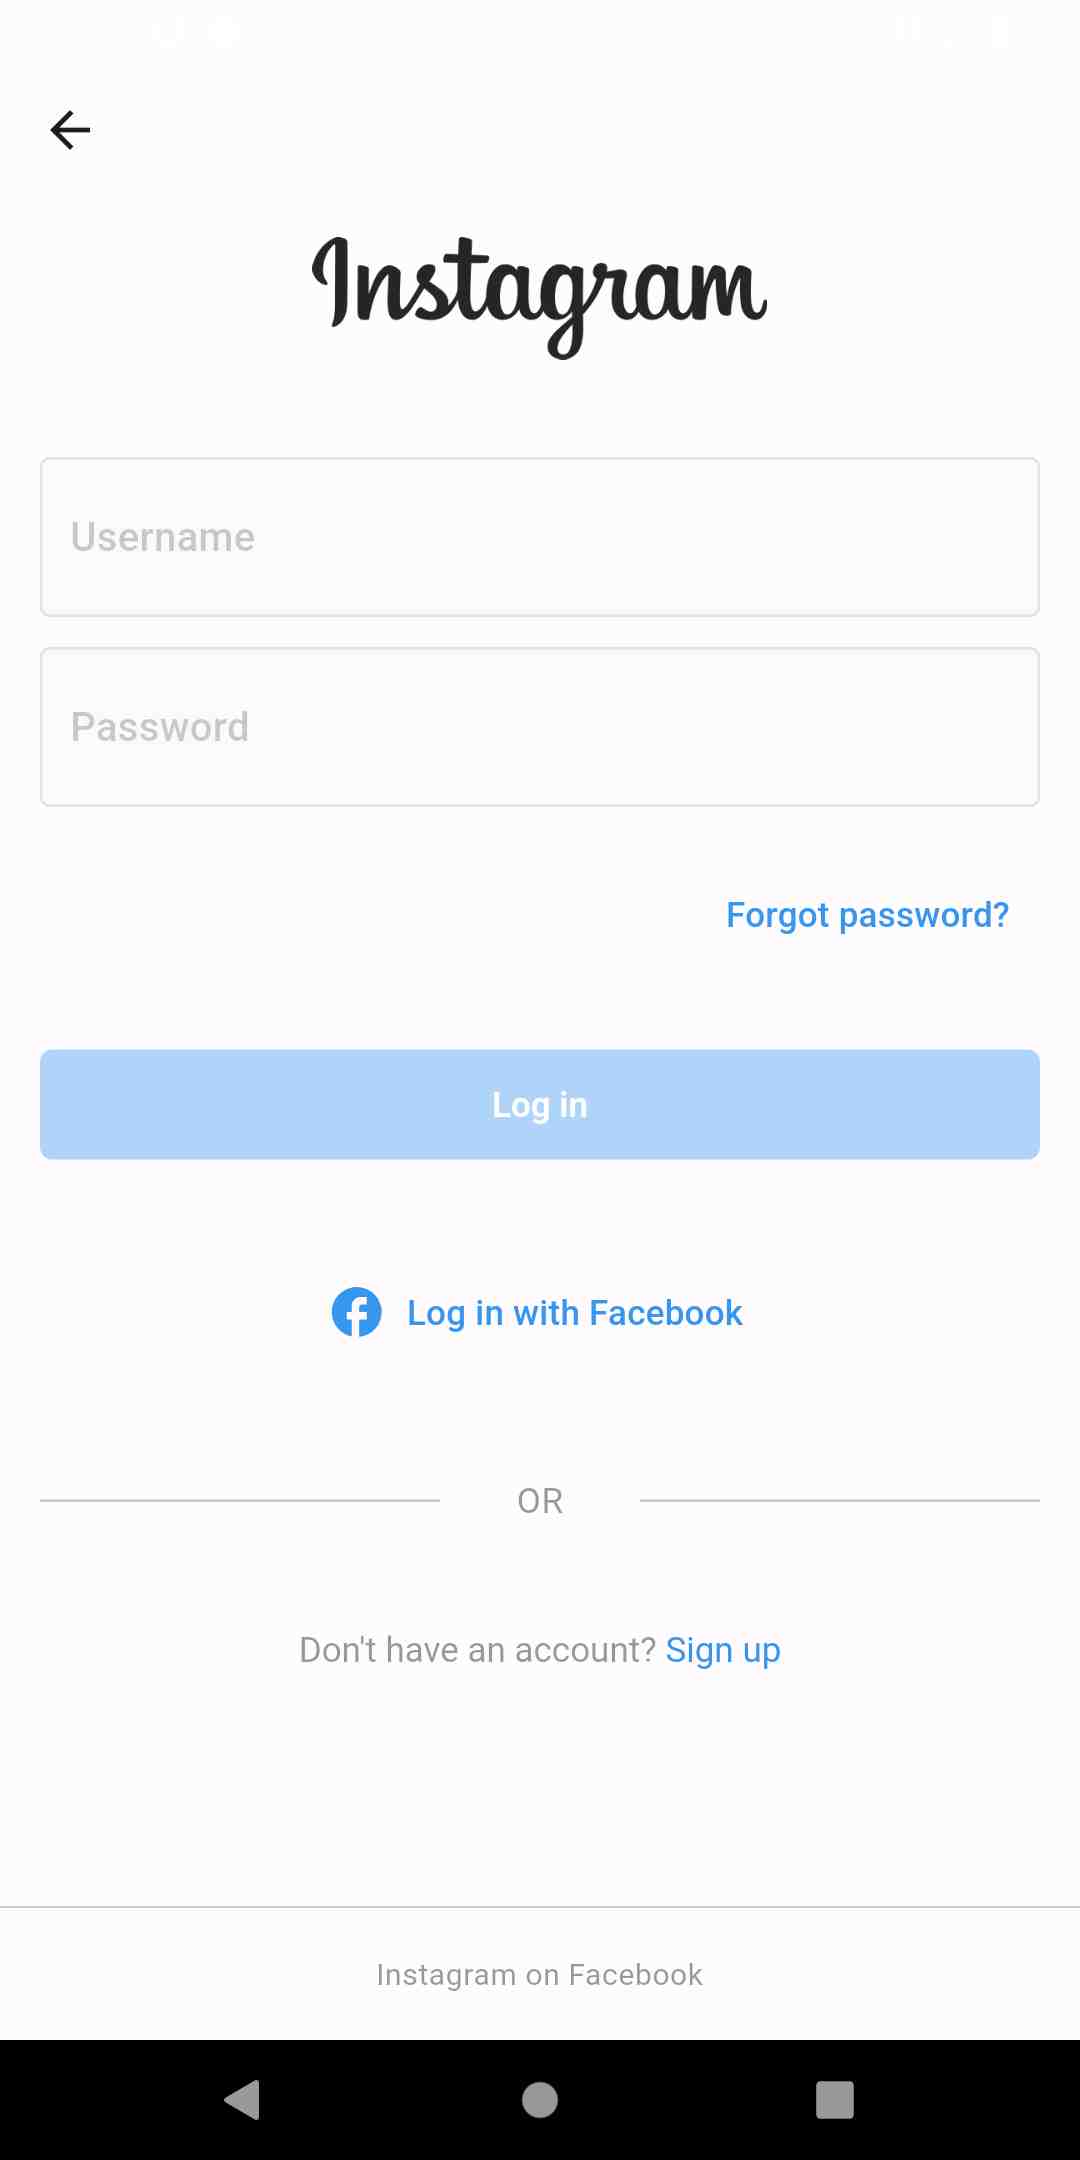 Instagram
Username
Password
Forgot password?
Log in
Log in with Facebook
OR
Don't have an account? Sign up
Instagram on Facebook